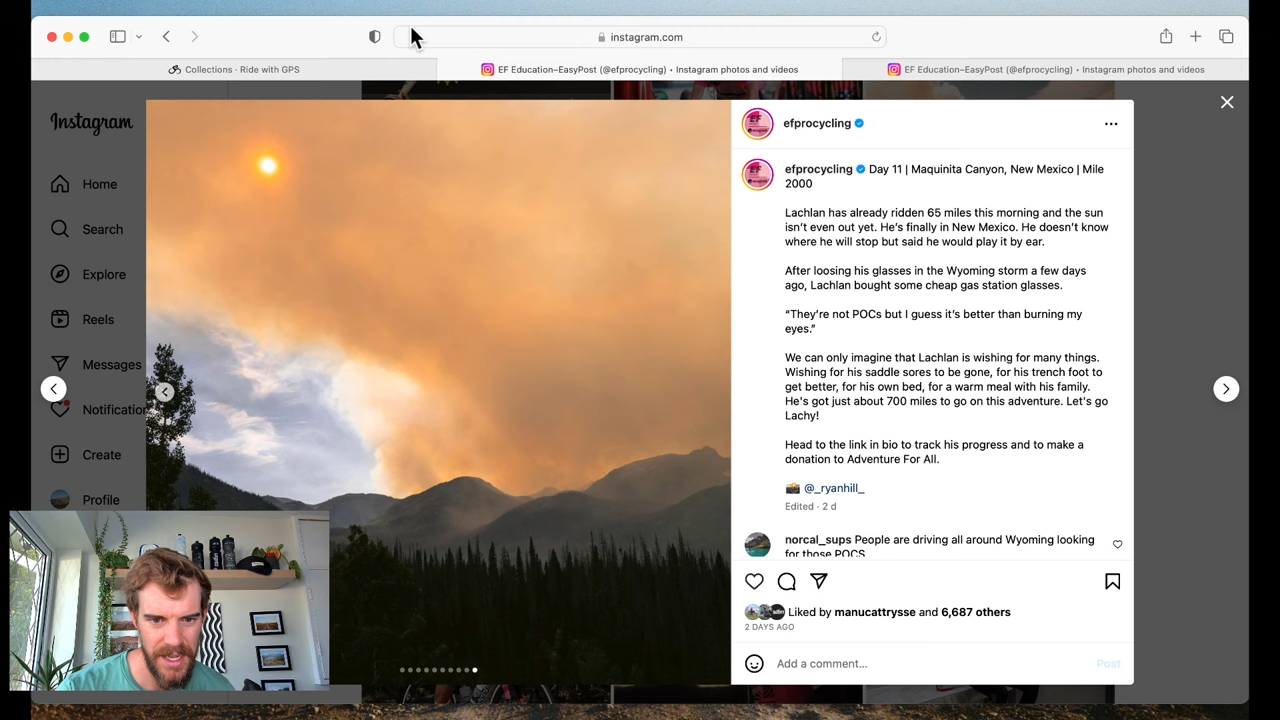 instagram.com
Collections · Ride with GPS
EF Education–EasyPost (@efprocycling) • Instagram photos and videos
EF Education–EasyPost (@efprocycling) • Instagram photos and videos
Instagram
Home
Search
Explore
Reels
Messages
Notification
Create
Profile
efprocycling
efprocycling Day 11 | Maquinita Canyon, New Mexico | Mile
2000
Lachlan has already ridden 65 miles this morning and the sun
isn't even out yet. He's finally in New Mexico. He doesn't know
where he will stop but said he would play it by ear.
After loosing his glasses in the Wyoming storm a few days
ago, Lachlan bought some cheap gas station glasses.
“They're not POCs but I guess it's better than burning my
eyes.”
We can only imagine that Lachlan is wishing for many things.
Wishing for his saddle sores to be gone, for his trench foot to
get better, for his own bed, for a warm meal with his family.
He's got just about 700 miles to go on this adventure. Let's go
Lachy!
Head to the link in bio to track his progress and to make a
donation to Adventure For All.
📸 @_ryanhill_
Edited · 2 d
norcal_sups People are driving all around Wyoming looking
for those POCS
Liked by manucattrysse and 6,687 others
2 DAYS AGO
Add a comment...
Post